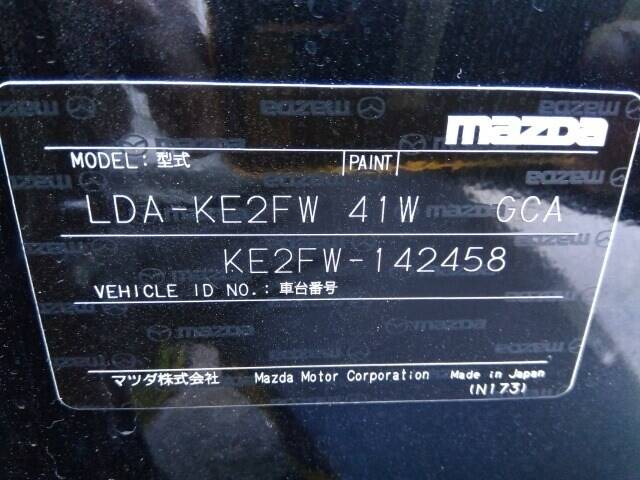 mazda
MODEL: 型式 PAINT
LDA-KE2FW 41W GCA
KE2FW-142458
VEHICLE ID NO.: 車台番号
マツダ株式会社 Mazda Motor Corporation Made in Japan
(N173)